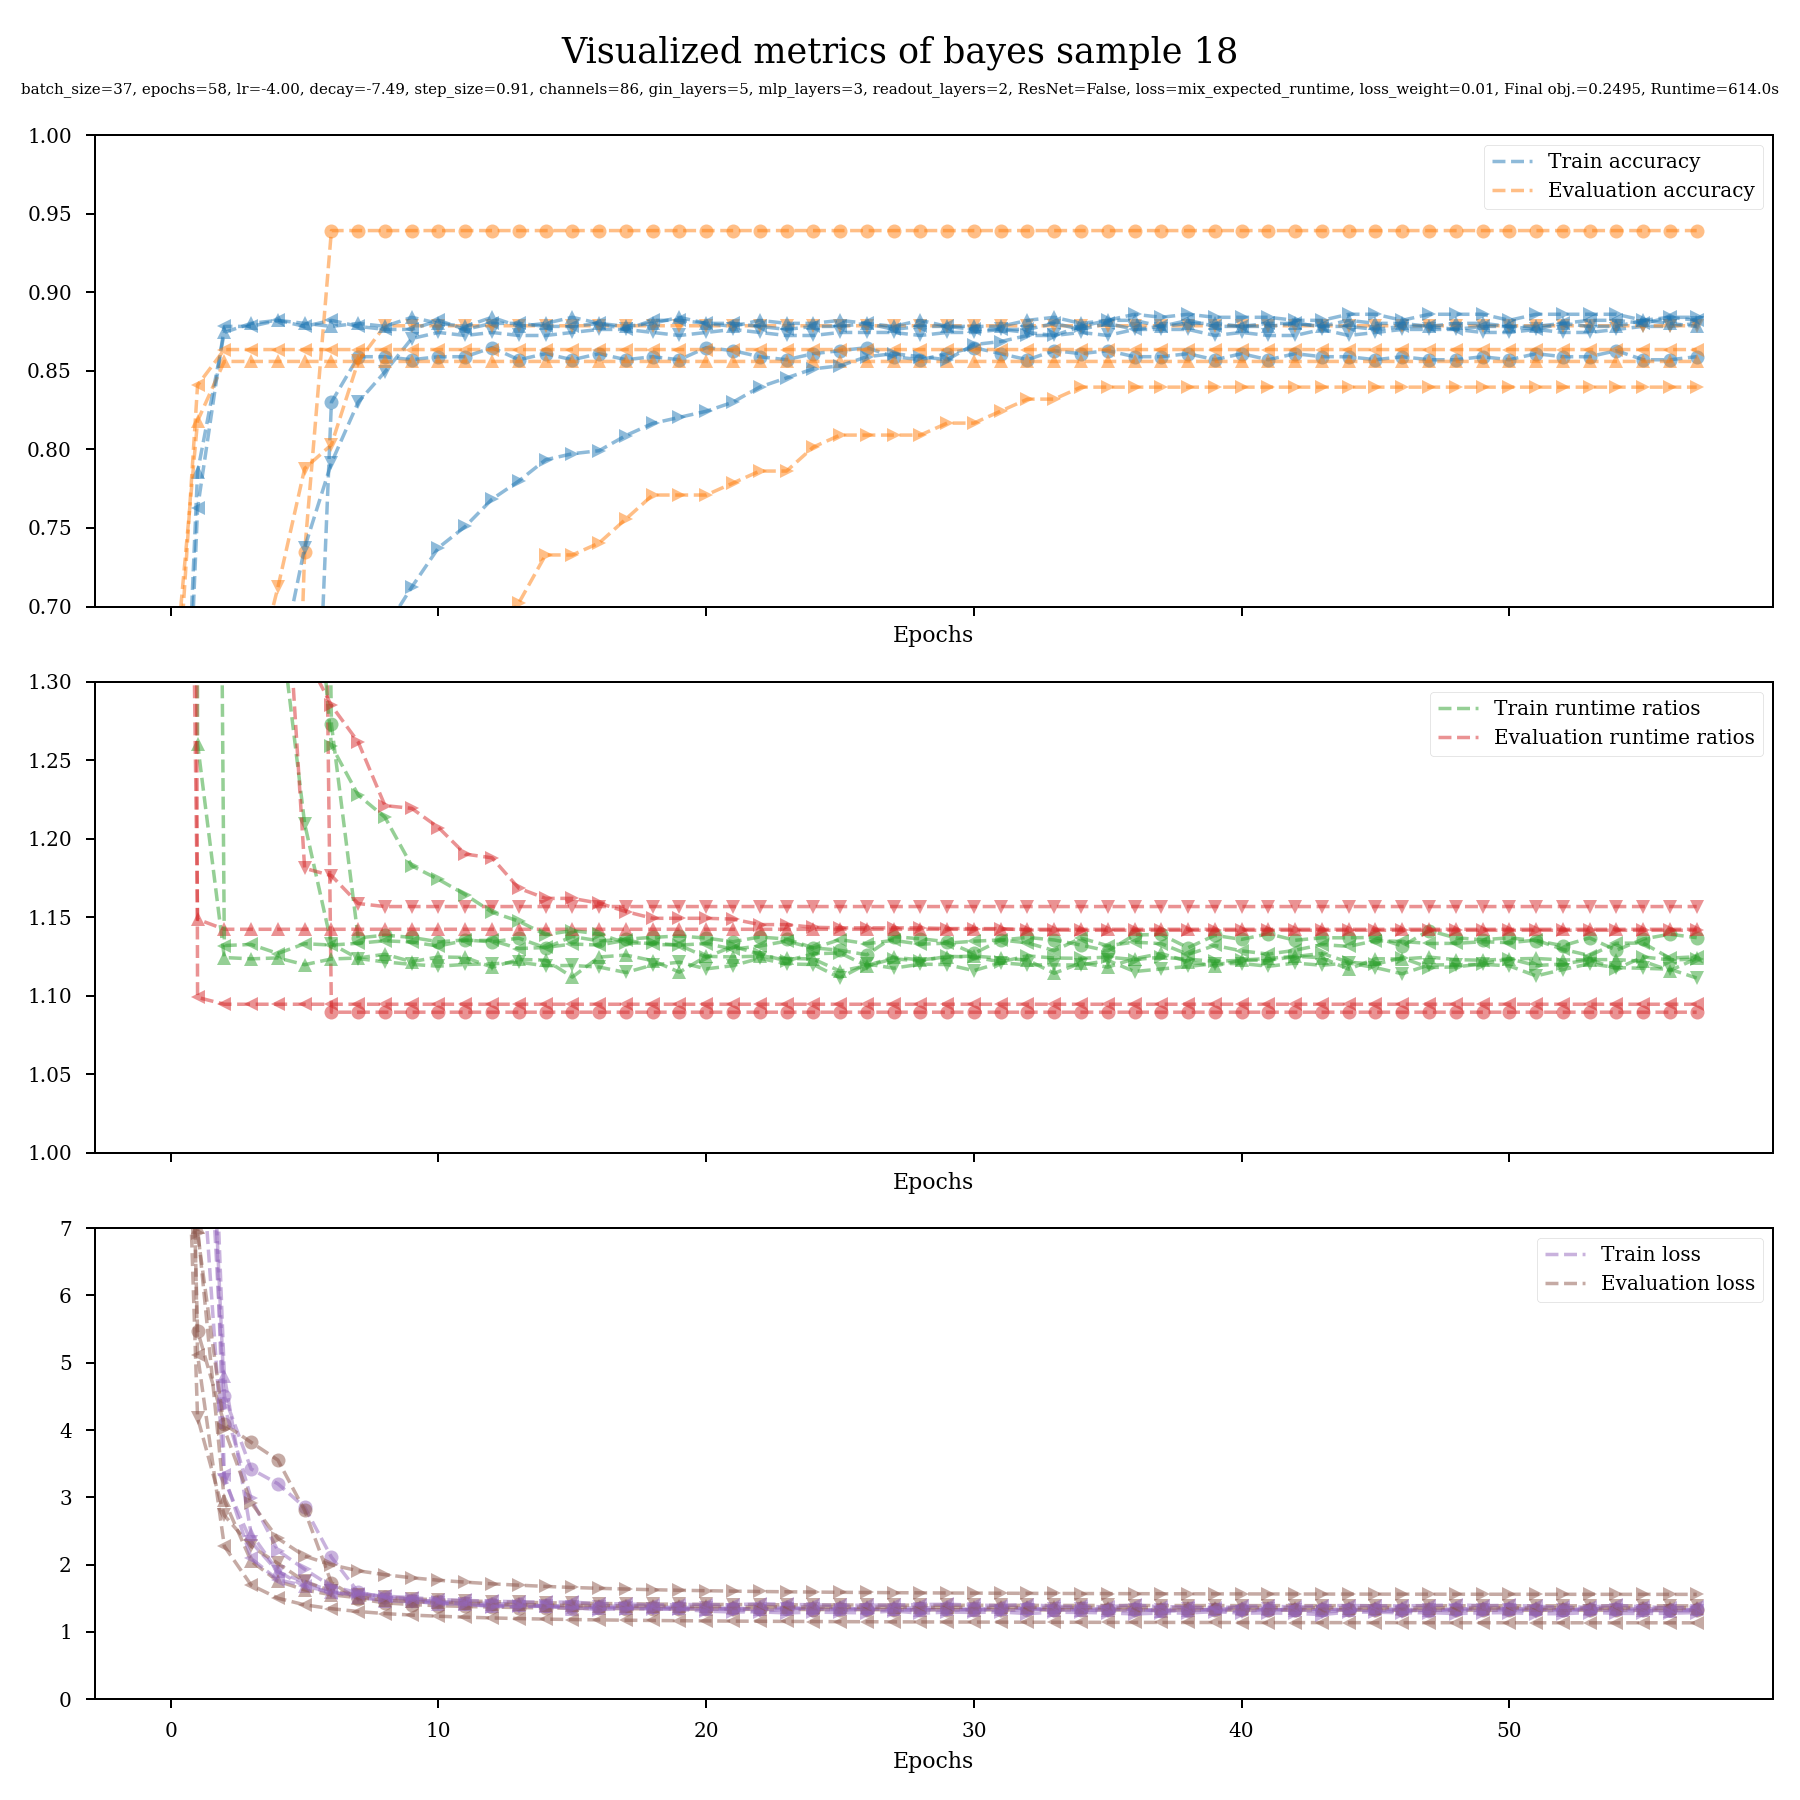 Visualized metrics of bayes sample 18
batch_size=37, epochs=58, lr=-4.00, decay=-7.49, step_size=0.91, channels=86, gin_layers=5, mlp_layers=3, readout_layers=2, ResNet=False, loss=mix_expected_runtime, loss_weight=0.01, Final obj.=0.2495, Runtime=614.0s
1.00
0.95
0.90
0.85
0.80
0.75
0.70
Train accuracy
Evaluation accuracy
Epochs
1.30
1.25
1.20
1.15
1.10
1.05
1.00
Train runtime ratios
Evaluation runtime ratios
Epochs
7
6
5
4
3
2
1
0
Train loss
Evaluation loss
0 10 20 30 40 50
Epochs